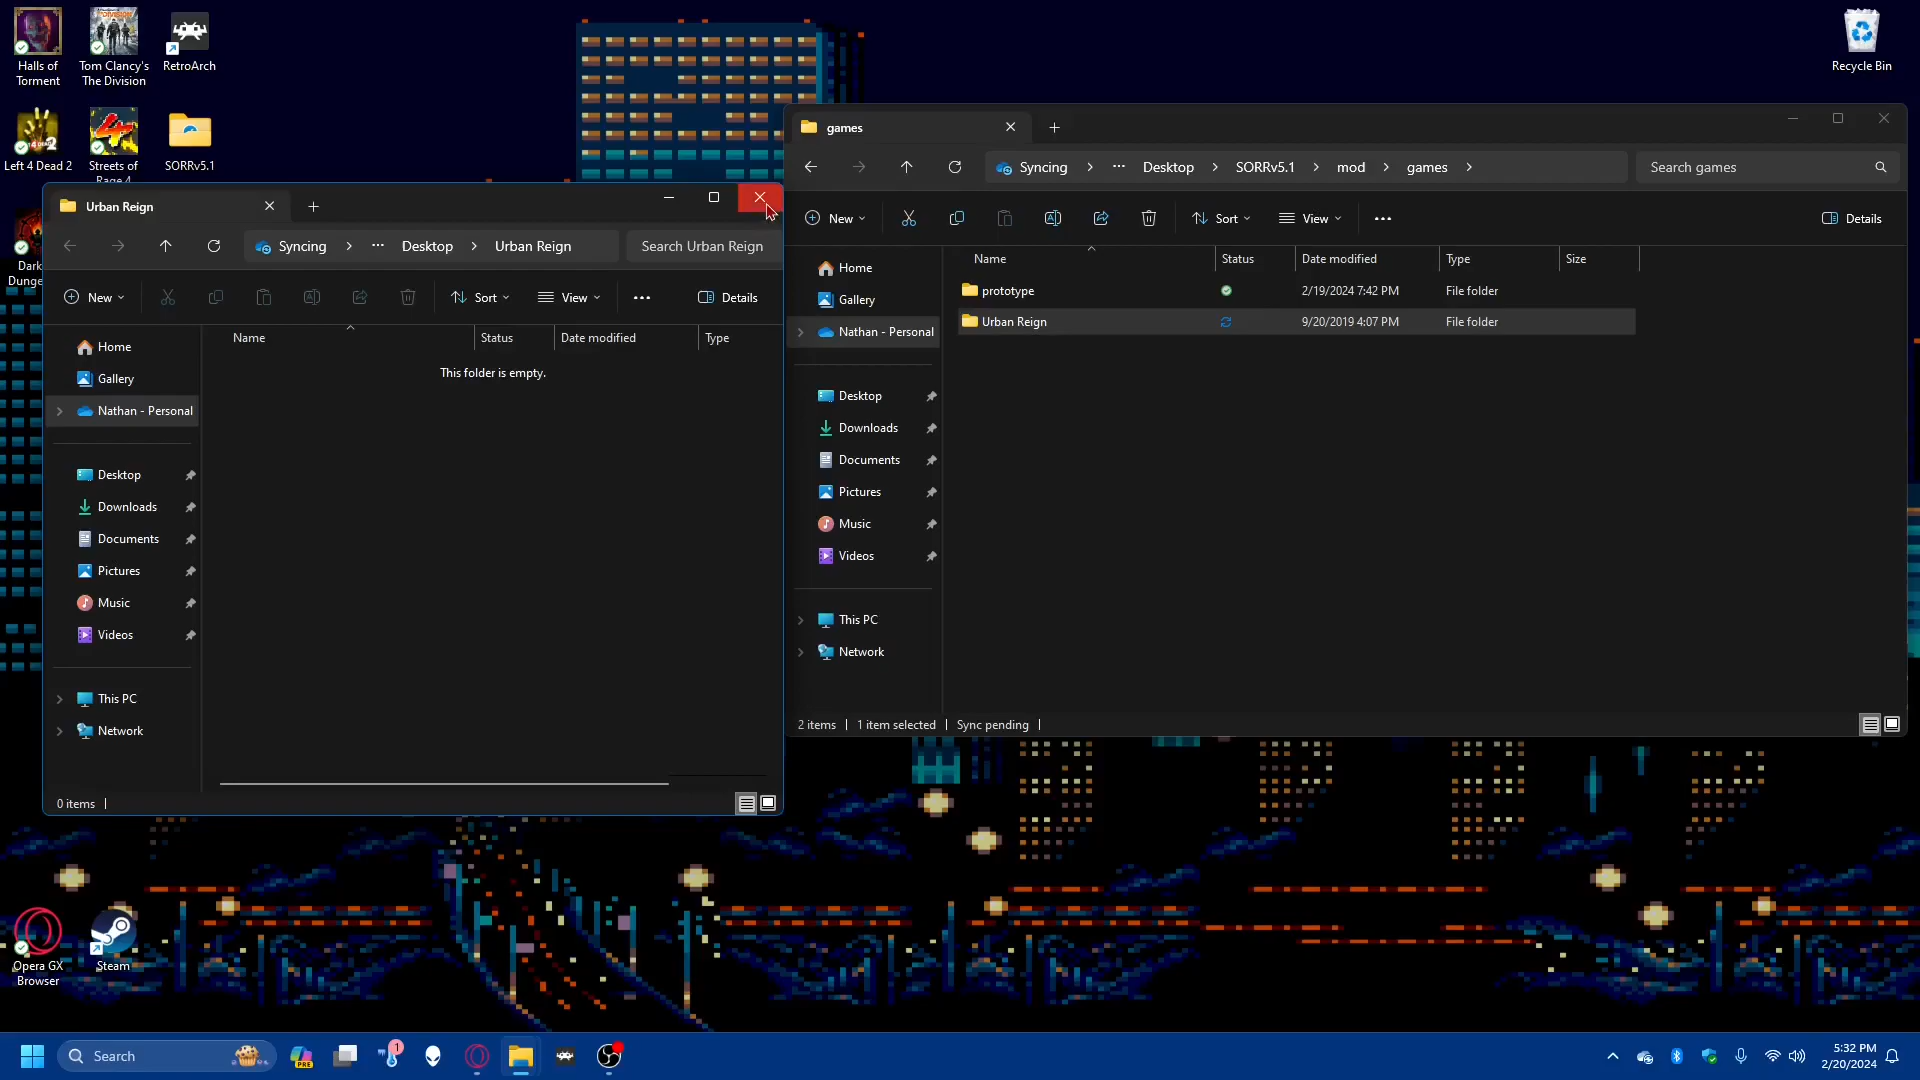 Halls of
Torment
Tom Clancy's
The Division
RetroArch
Recycle Bin
Left 4 Dead 2
Streets of
Rage 4
SORRv5.1
games
Syncing
Desktop
SORRv5.1
mod
games
Search games
New
Sort
View
Details
Name
Status
Date modified
Type
Size
Home
Gallery
Nathan - Personal
Desktop
Downloads
Documents
Pictures
Music
Videos
This PC
Network
prototype
2/19/2024 7:42 PM
File folder
Urban Reign
9/20/2019 4:07 PM
File folder
2 items
1 item selected
Sync pending
Dark
Dunge
Urban Reign
Syncing
Desktop
Urban Reign
Search Urban Reign
New
Sort
View
Details
Name
Status
Date modified
Type
This folder is empty.
Home
Gallery
Nathan - Personal
Desktop
Downloads
Documents
Pictures
Music
Videos
This PC
Network
0 items
Opera GX
Browser
Steam
Search
PRE
1
5:32 PM
2/20/2024